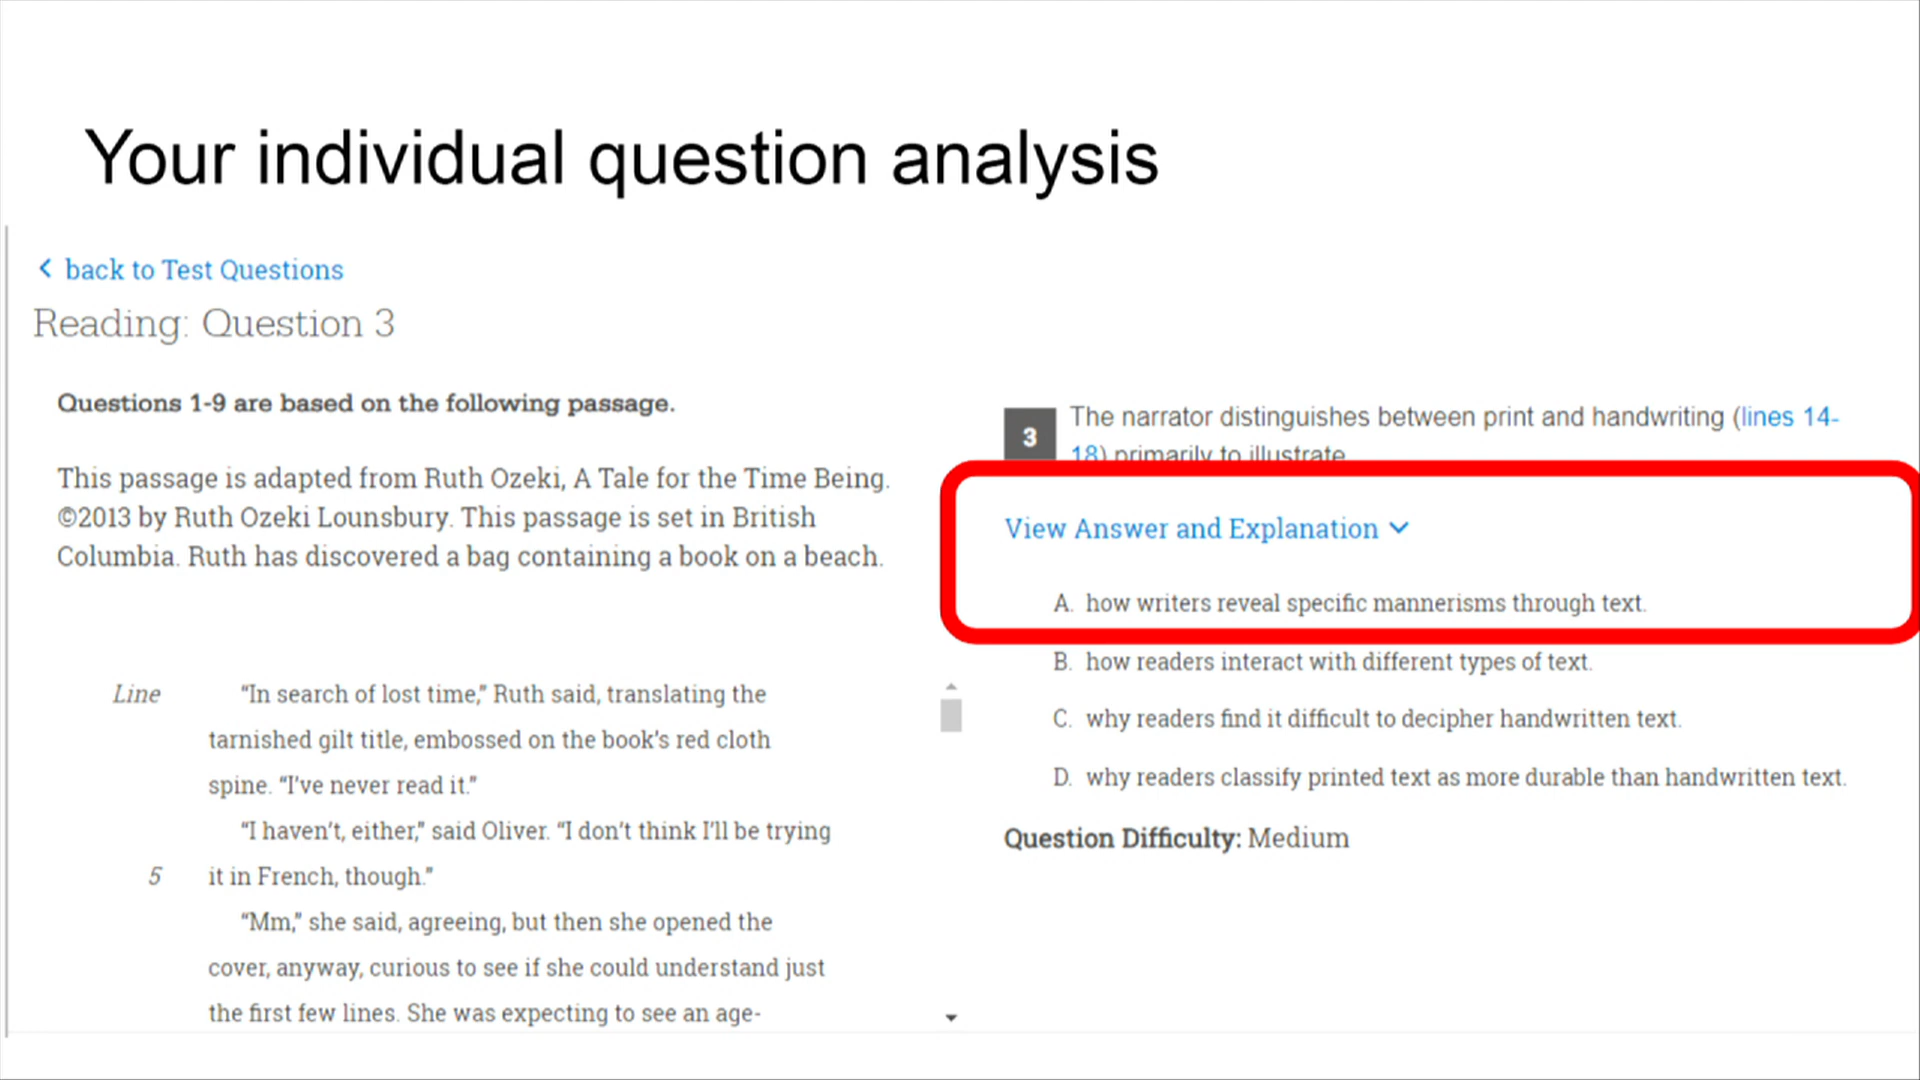 Your individual question analysis
back to Test Questions
Reading: Question 3
Questions 1-9 are based on the following passage.
This passage is adapted from Ruth Ozeki, A Tale for the Time Being.
©2013 by Ruth Ozeki Lounsbury. This passage is set in British
Columbia. Ruth has discovered a bag containing a book on a beach.
Line “In search of lost time,” Ruth said, translating the
tarnished gilt title, embossed on the book’s red cloth
spine. “I’ve never read it.”
“I haven’t, either,” said Oliver. “I don’t think I’ll be trying
5 it in French, though.”
“Mm,” she said, agreeing, but then she opened the
cover, anyway, curious to see if she could understand just
the first few lines. She was expecting to see an age-
3 The narrator distinguishes between print and handwriting (lines 14-
18) primarily to illustrate
View Answer and Explanation
A. how writers reveal specific mannerisms through text.
B. how readers interact with different types of text.
C. why readers find it difficult to decipher handwritten text.
D. why readers classify printed text as more durable than handwritten text.
Question Difficulty: Medium